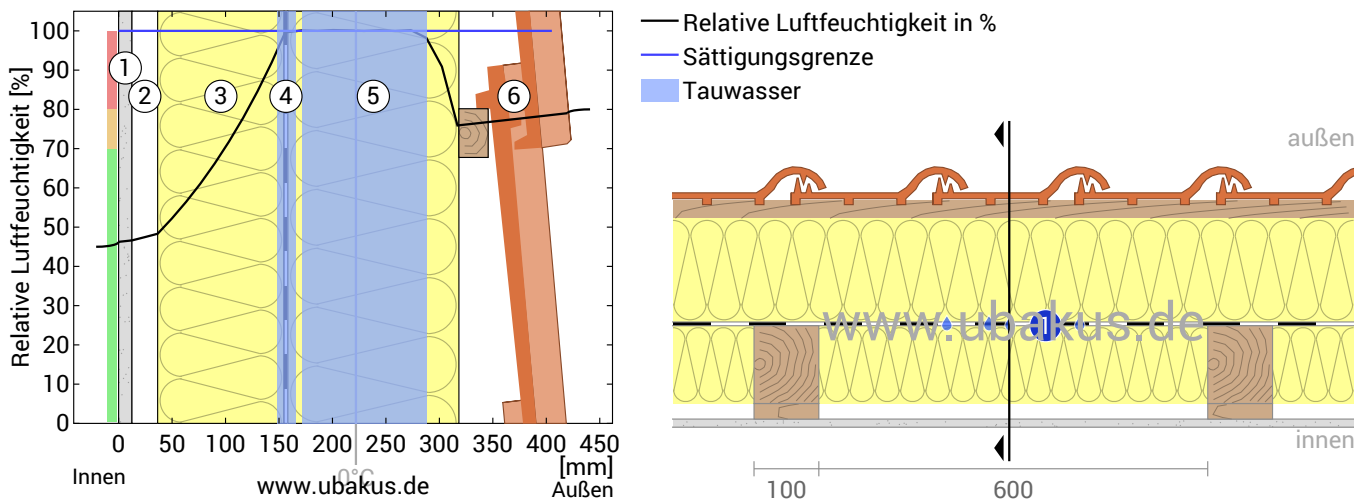 Relative Luftfeuchtigkeit [%]
100
90
80
70
60
50
40
30
20
10
0
1
2
3
4
5
6
0
50
100
150
200
250
300
350
400
450
[mm]
Innen
0°C
www.ubakus.de
Außen
Relative Luftfeuchtigkeit in %
Sättigungsgrenze
Tauwasser
außen
www.ubakus.de
1
innen
100
600